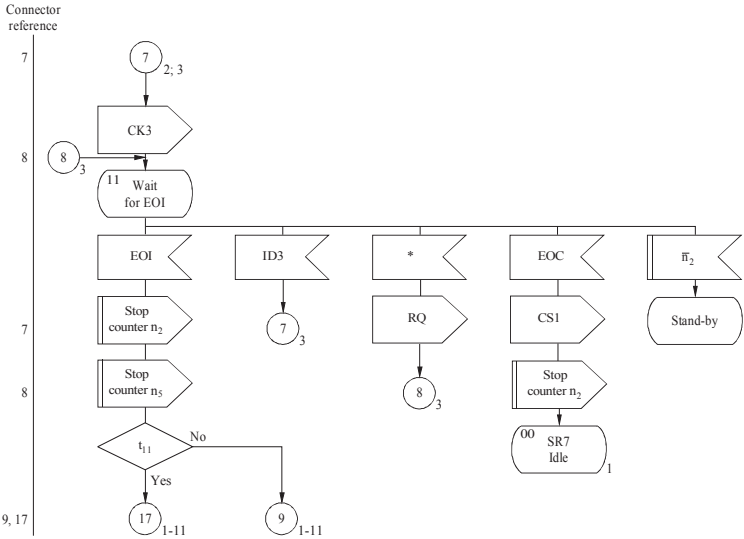 Connector
reference
7
7
2; 3
CK3
8
8
3
11
Wait
for EOI
EOI
ID3
*
EOC
n̅2
Stop
counter n2
7
3
RQ
CS1
Stand-by
7
Stop
counter n5
8
3
Stop
counter n2
8
t11
No
Yes
00
SR7
Idle
1
9, 17
17
1-11
9
1-11